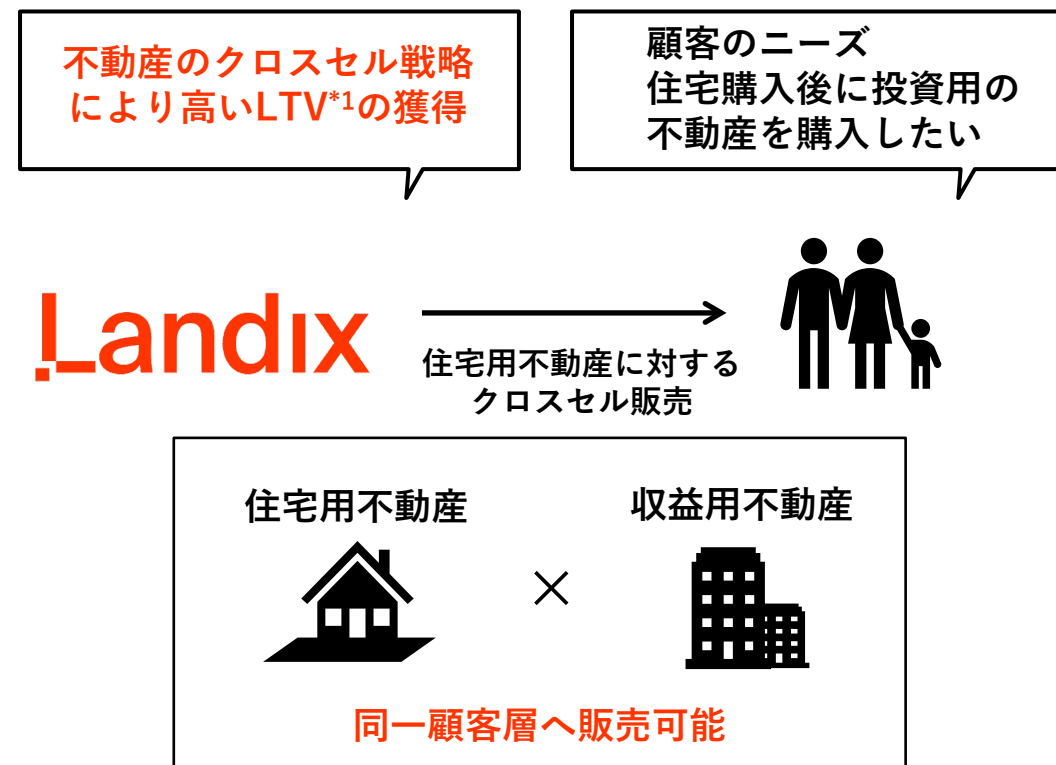 不動産のクロスセル戦略
により高いLTV*1の獲得
顧客のニーズ
住宅購入後に投資用の
不動産を購入したい
Landix
住宅用不動産に対する
クロスセル販売
住宅用不動産
×
収益用不動産
同一顧客層へ販売可能